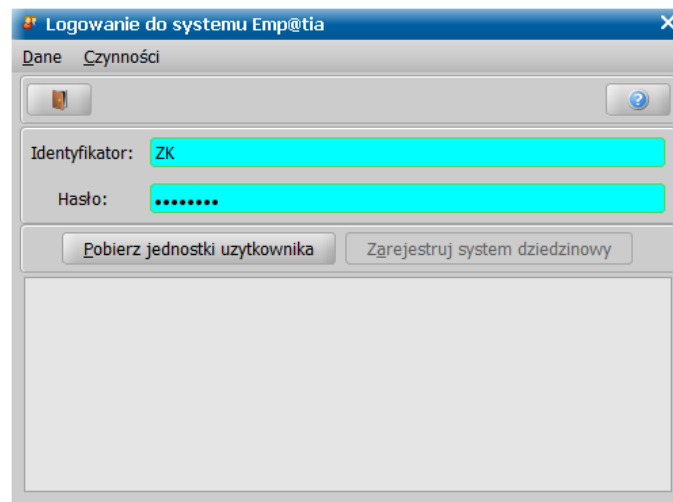 Logowanie do systemu Emp@tia
Dane Czynności
Identyfikator: ZK
Hasło: ••••••••
Pobierz jednostki uzytkownika Zarejestruj system dziedzinowy